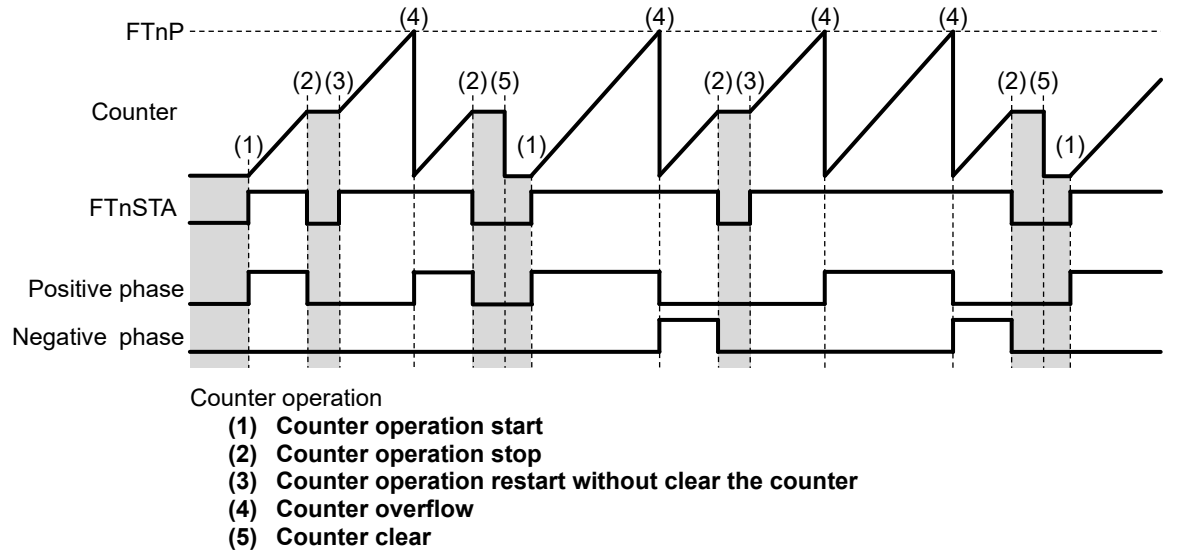 (4) (4) (4) (4)
FTnP
(2) (3) (2) (5) (2) (3) (2) (5)
Counter
(1) (1) (1)
FTnSTA
Positive phase
Negative phase
Counter operation
(1) Counter operation start
(2) Counter operation stop
(3) Counter operation restart without clear the counter
(4) Counter overflow
(5) Counter clear